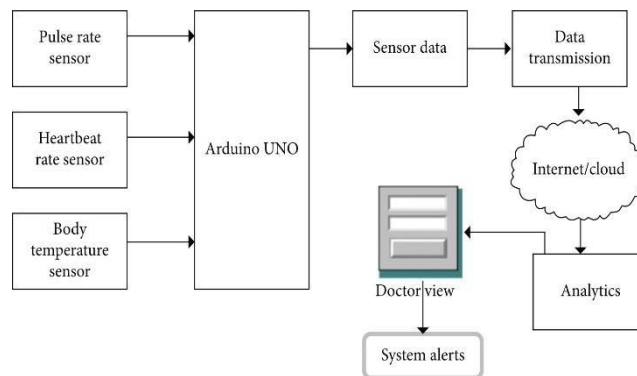 Pulse rate
sensor
Heartbeat
rate sensor
Body
temperature
sensor
Arduino UNO
Sensor data
Data
transmission
Internet/cloud
Analytics
Doctor view
System alerts